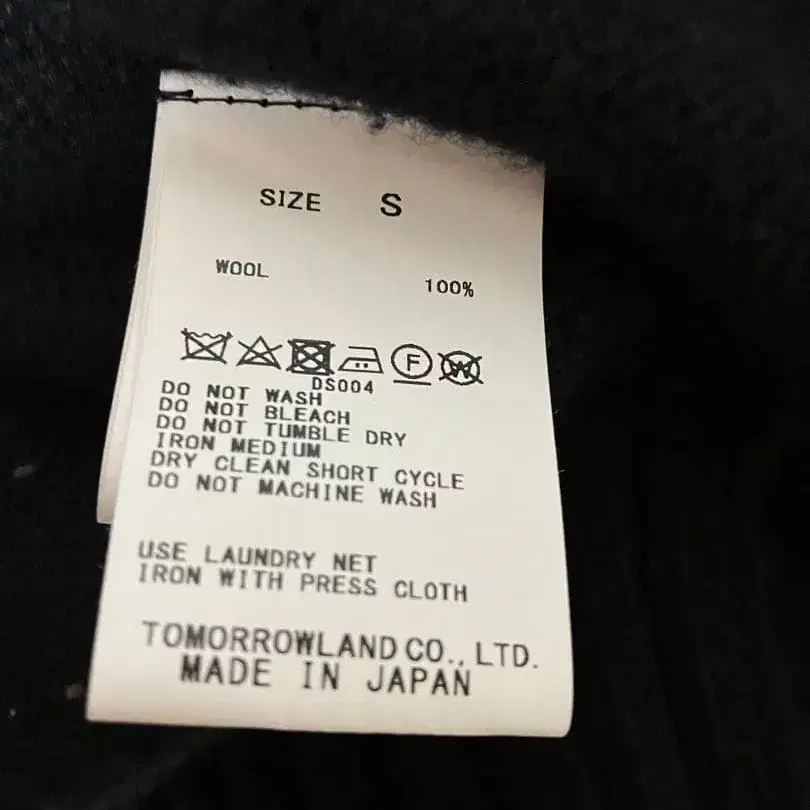 SIZE S
WOOL 100%
F W
DS004
DO NOT WASH
DO NOT BLEACH
DO NOT TUMBLE DRY
IRON MEDIUM
DRY CLEAN SHORT CYCLE
DO NOT MACHINE WASH
USE LAUNDRY NET
IRON WITH PRESS CLOTH
TOMORROWLAND CO., LTD.
MADE IN JAPAN